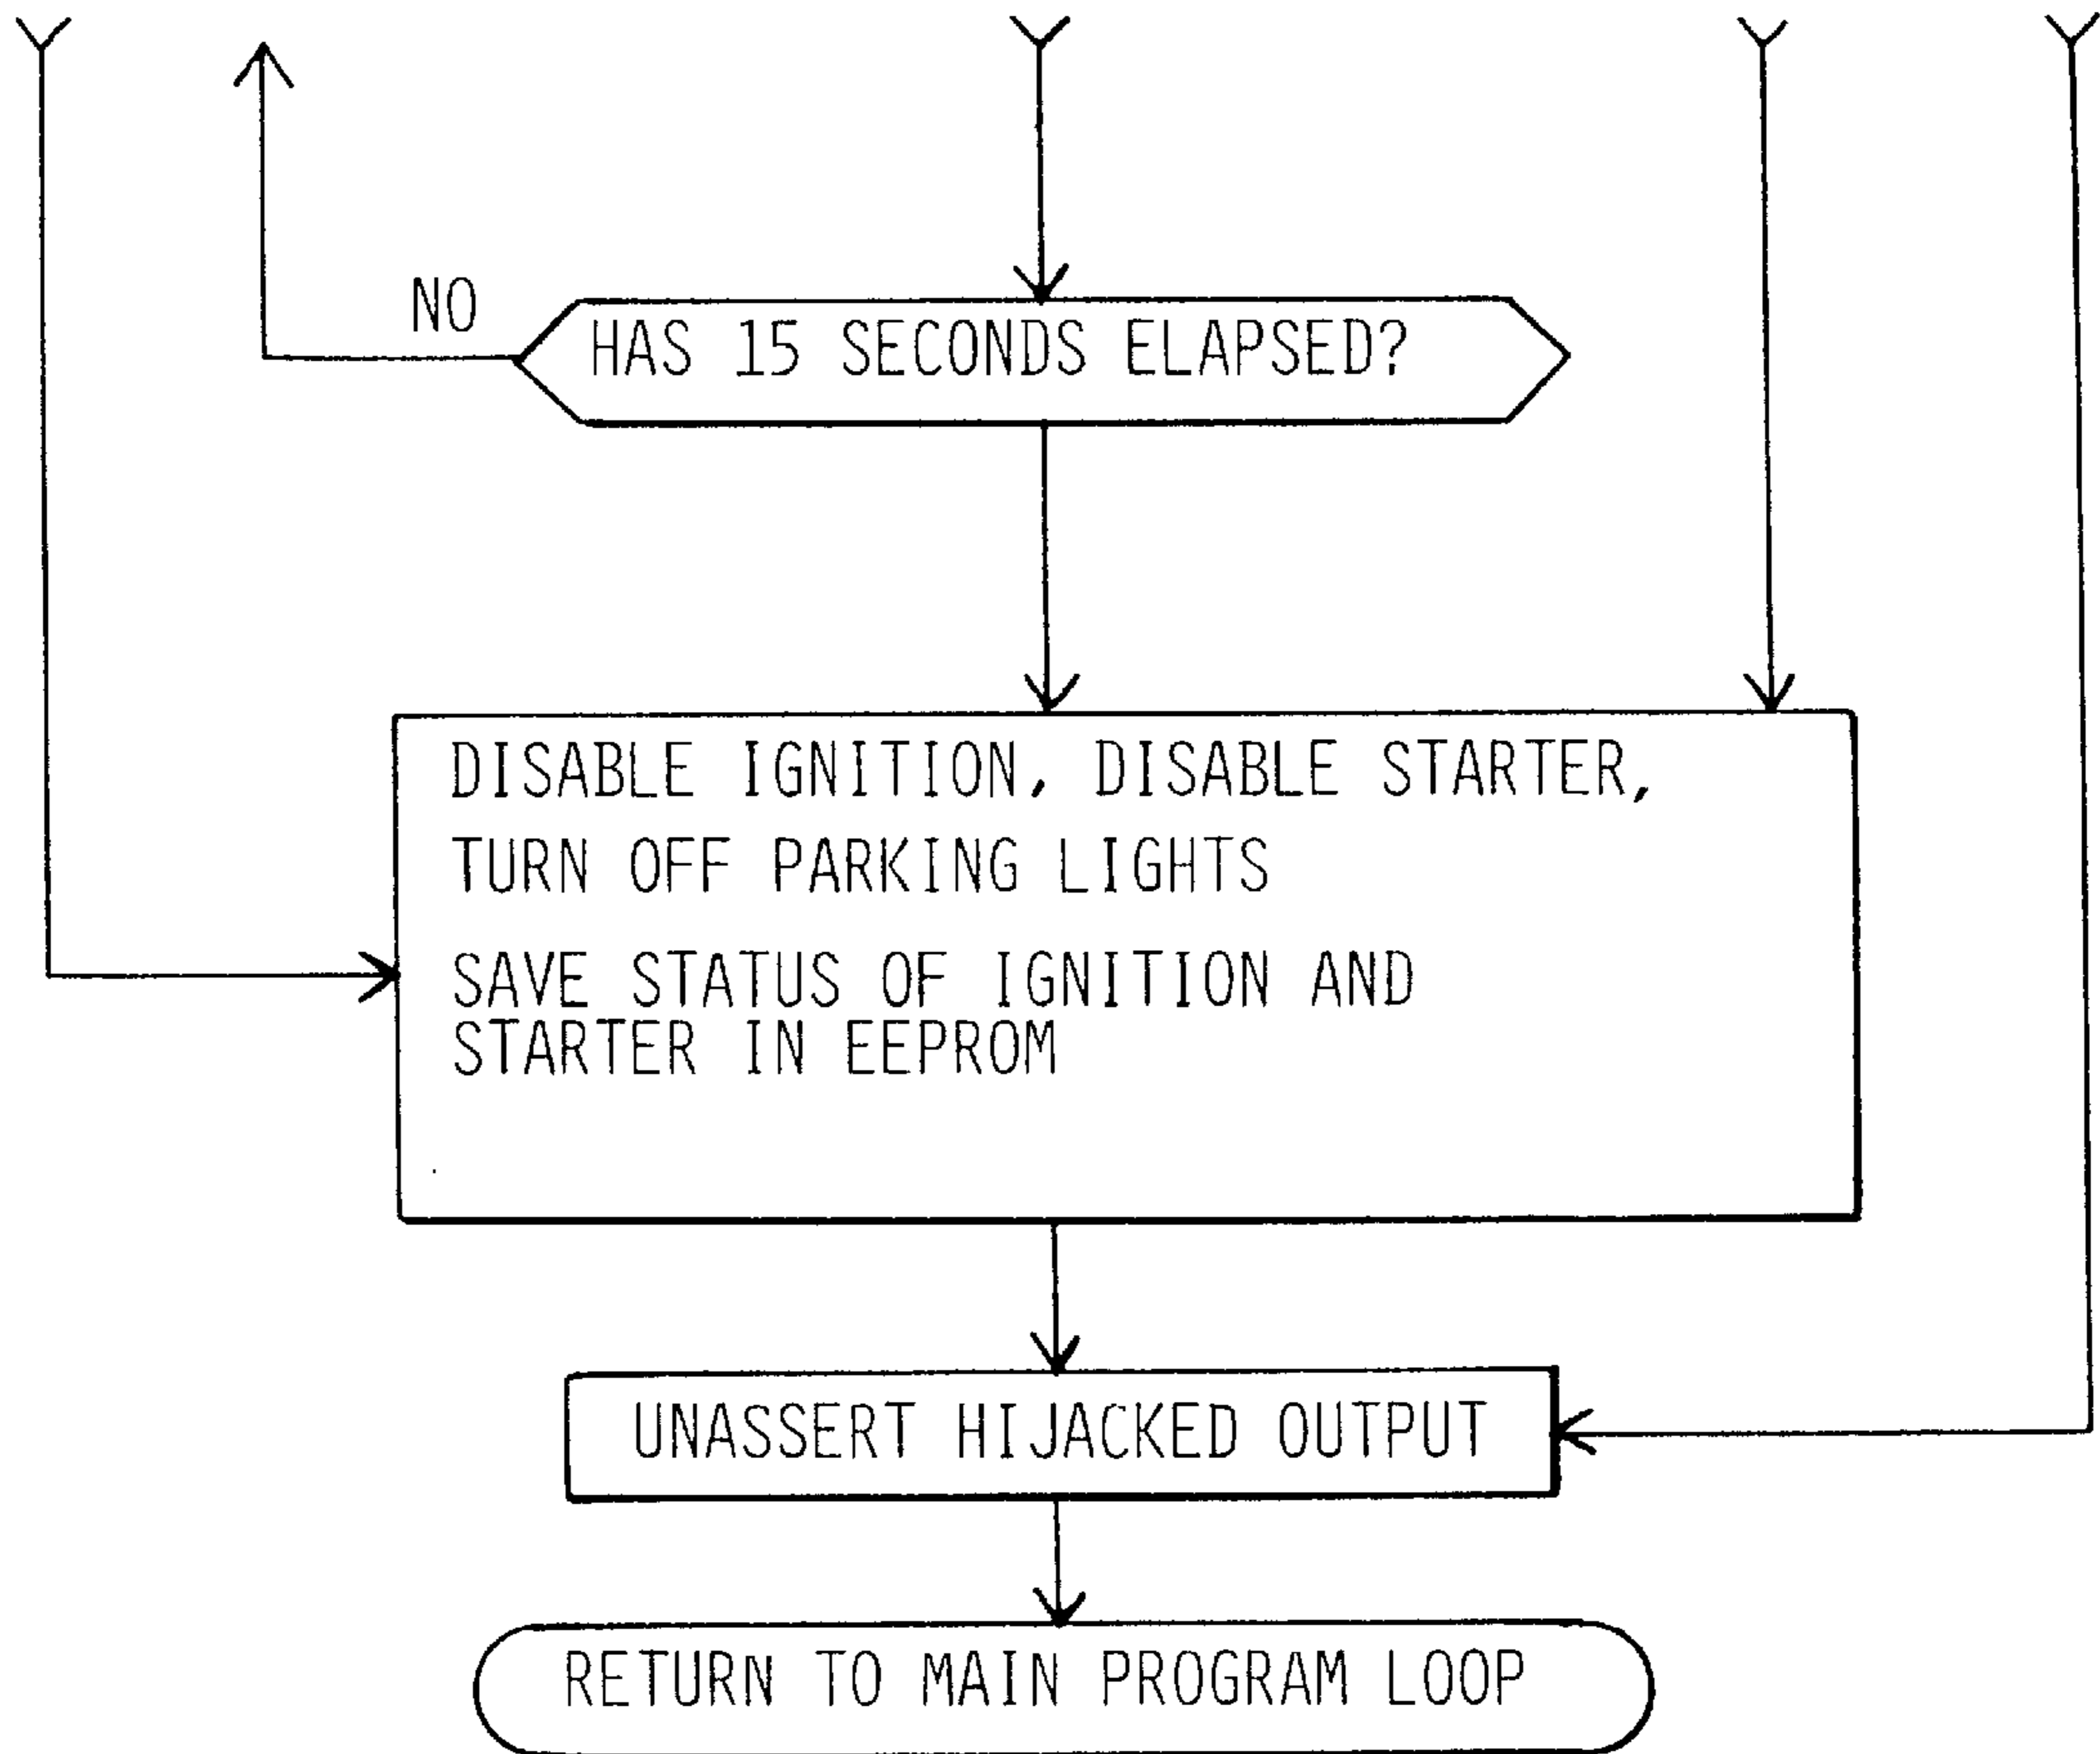 NO
HAS 15 SECONDS ELAPSED?
DISABLE IGNITION, DISABLE STARTER,
TURN OFF PARKING LIGHTS
SAVE STATUS OF IGNITION AND
STARTER IN EEPROM
UNASSERT HIJACKED OUTPUT
RETURN TO MAIN PROGRAM LOOP